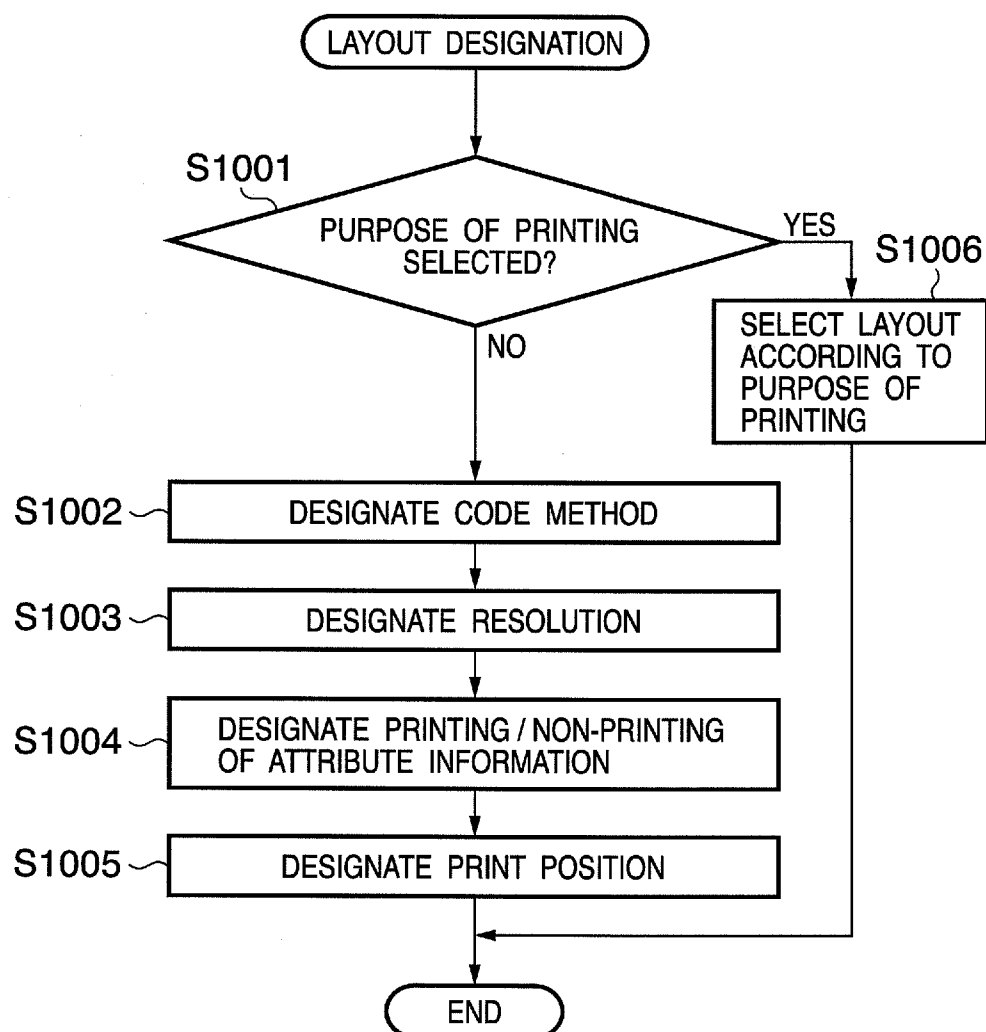 LAYOUT DESIGNATION
S1001
PURPOSE OF PRINTING
SELECTED?
YES
NO
S1006
SELECT LAYOUT
ACCORDING TO
PURPOSE OF
PRINTING
S1002
DESIGNATE CODE METHOD
S1003
DESIGNATE RESOLUTION
S1004
DESIGNATE PRINTING / NON-PRINTING
OF ATTRIBUTE INFORMATION
S1005
DESIGNATE PRINT POSITION
END